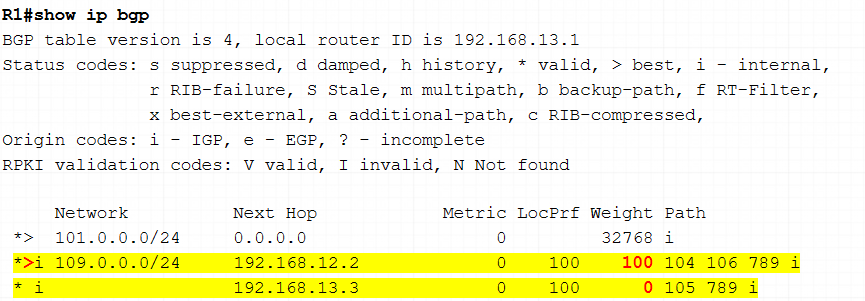 R1#show ip bgp
BGP table version is 4, local router ID is 192.168.13.1
Status codes: s suppressed, d damped, h history, * valid, > best, i - internal,
              r RIB-failure, S Stale, m multipath, b backup-path, f RT-Filter,
              x best-external, a additional-path, c RIB-compressed,
Origin codes: i - IGP, e - EGP, ? - incomplete
RPKI validation codes: V valid, I invalid, N Not found

     Network          Next Hop            Metric LocPrf Weight Path
 *>  101.0.0.0/24     0.0.0.0                  0         32768 i
 *>i 109.0.0.0/24     192.168.12.2             0    100    100 104 106 789 i
 * i                  192.168.13.3             0    100      0 105 789 i